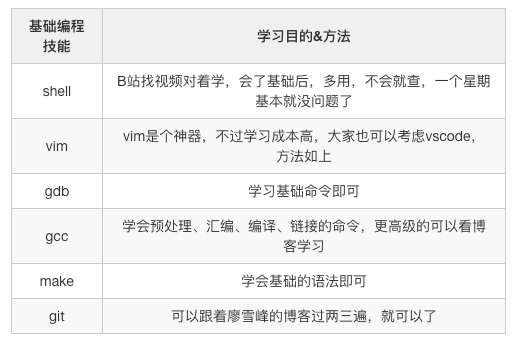 基础编程
技能
学习目的&方法
shell
B站找视频对着学，会了基础后，多用，不会就查，一个星期
基本就没问题了
vim
vim是个神器，不过学习成本高，大家也可以考虑vscode，
方法如上
gdb
学习基础命令即可
gcc
学会预处理、汇编、编译、链接的命令，更高级的可以看博
客学习
make
学会基础的语法即可
git
可以跟着廖雪峰的博客过两三遍，就可以了